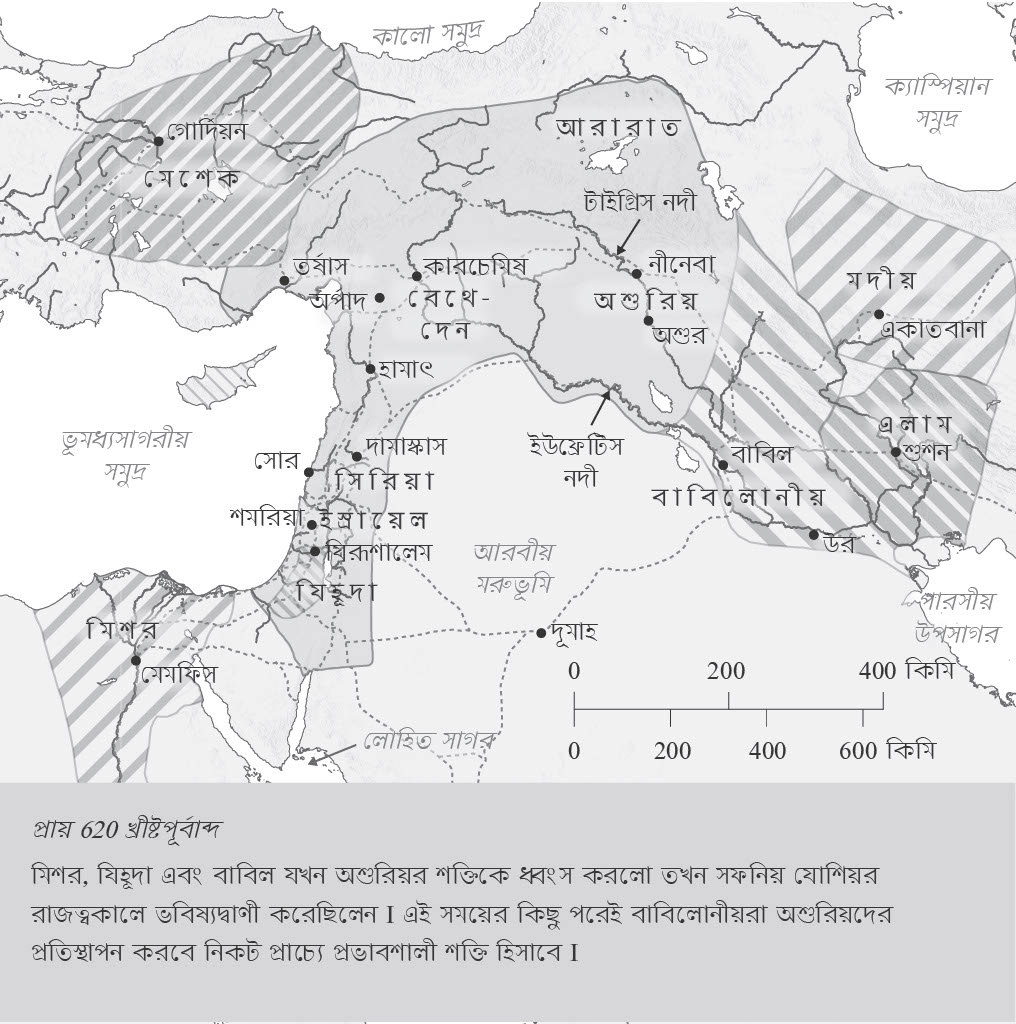 কালো সমুদ্র
ক্যাস্পিয়ান
সমুদ্র
গোর্দিয়ন
মেশেক
আরারাত
টাইগ্রিস নদী
তর্ষীস
কারচেমিষ
নীনেবা
অর্পাদ
বেথে-
দেন
অশুরিয়
অশুর
মদীয়
একাতবানা
হামাৎ
এলাম
শুশন
ভূমধ্যসাগরীয়
সমুদ্র
সোর
দামাস্কাস
সিরিয়া
ইউফ্রেটিস
নদী
বাবিল
বাবিলোনীয়
শমরিয়া
ইস্রায়েল
যিরূশালেম
যিহূদা
আরবীয়
মরুভূমি
উর
পারসীয়
উপসাগর
মিশর
মেমফিস
দূমাহ
0 200 400 কিমি
0 200 400 600 কিমি
লৌহিত সাগর
প্রায় 620 খ্রীষ্টপূর্বাব্দ
মিশর, যিহূদা এবং বাবিল যখন অশুরিয়র শক্তিকে ধ্বংস করলো তখন সফনিয় যোশিয়র
রাজত্বকালে ভবিষ্যদ্বাণী করেছিলেন I এই সময়ের কিছু পরেই বাবিলোনীয়রা অশুরিয়দের
প্রতিস্থাপন করবে নিকট প্রাচ্যে প্রভাবশালী শক্তি হিসাবে I